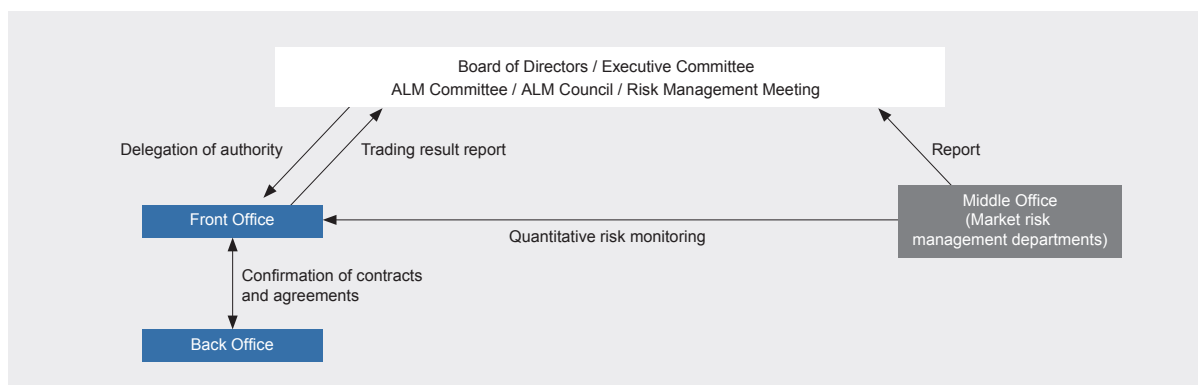 Board of Directors / Executive Committee
ALM Committee / ALM Council / Risk Management Meeting
Delegation of authority
Trading result report
Report
Front Office
Middle Office
(Market risk
management departments)
Quantitative risk monitoring
Confirmation of contracts
and agreements
Back Office